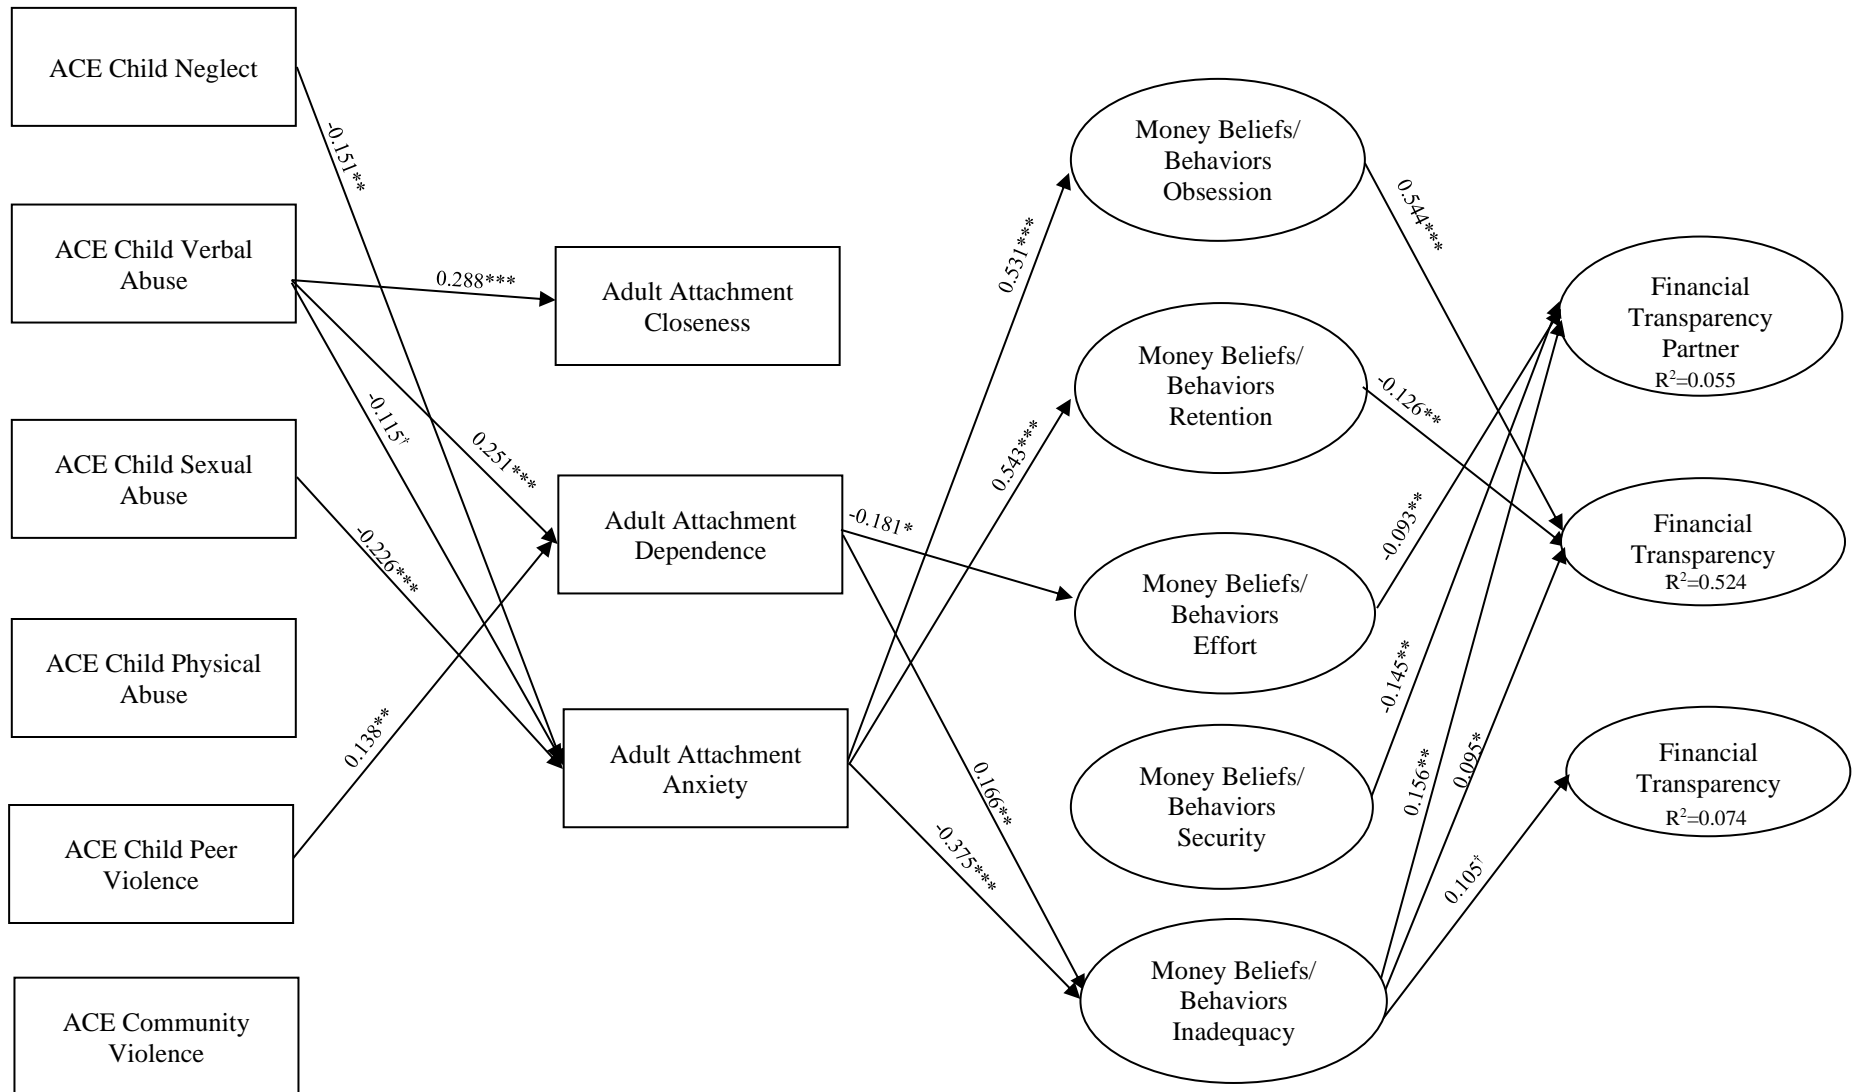 ACE Child Neglect
ACE Child Verbal
Abuse
ACE Child Sexual
Abuse
ACE Child Physical
Abuse
ACE Child Peer
Violence
ACE Community
Violence
-0.151**
0.288***
-0.115†
0.251***
-0.226***
0.138**
Adult Attachment
Closeness
Adult Attachment
Dependence
Adult Attachment
Anxiety
0.531***
0.543***
-0.181*
0.166**
-0.375***
Money Beliefs/
Behaviors
Obsession
Money Beliefs/
Behaviors
Retention
Money Beliefs/
Behaviors
Effort
Money Beliefs/
Behaviors
Security
Money Beliefs/
Behaviors
Inadequacy
0.544***
-0.126**
-0.093**
-0.145**
0.156**
0.095*
0.105†
Financial
Transparency
Partner
R²=0.055
Financial
Transparency
R²=0.524
Financial
Transparency
R²=0.074